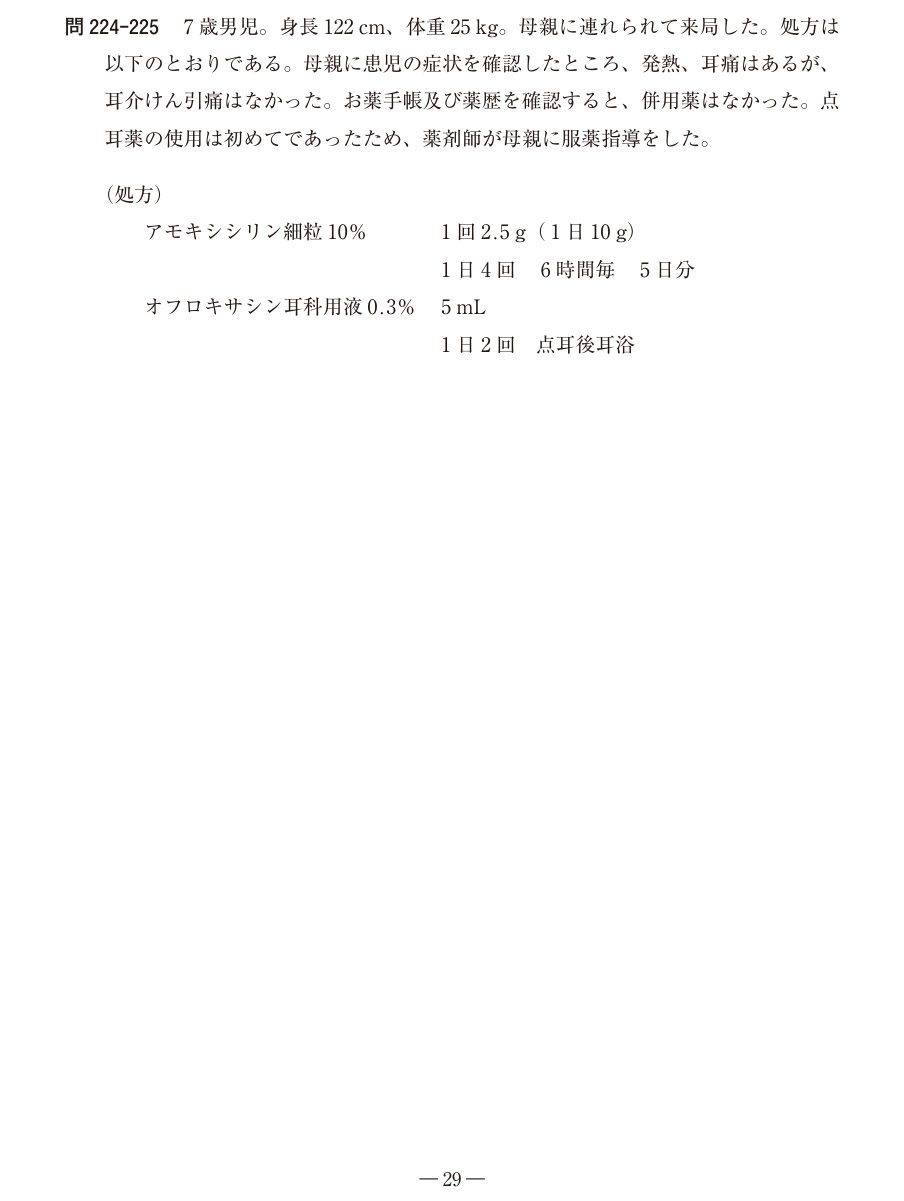 問 224-225　7 歳男児。身長 122 cm、体重 25 kg。母親に連れられて来局した。処方は
以下のとおりである。母親に患児の症状を確認したところ、発熱、耳痛はあるが、
耳介けん引痛はなかった。お薬手帳及び薬歴を確認すると、併用薬はなかった。点
耳薬の使用は初めてであったため、薬剤師が母親に服薬指導をした。
（処方）
アモキシシリン細粒 10%　1 回 2.5 g（1 日 10 g）
1 日 4 回　6 時間毎　5 日分
オフロキサシン耳科用液 0.3%　5 mL
1 日 2 回　点耳後耳浴
― 29 ―